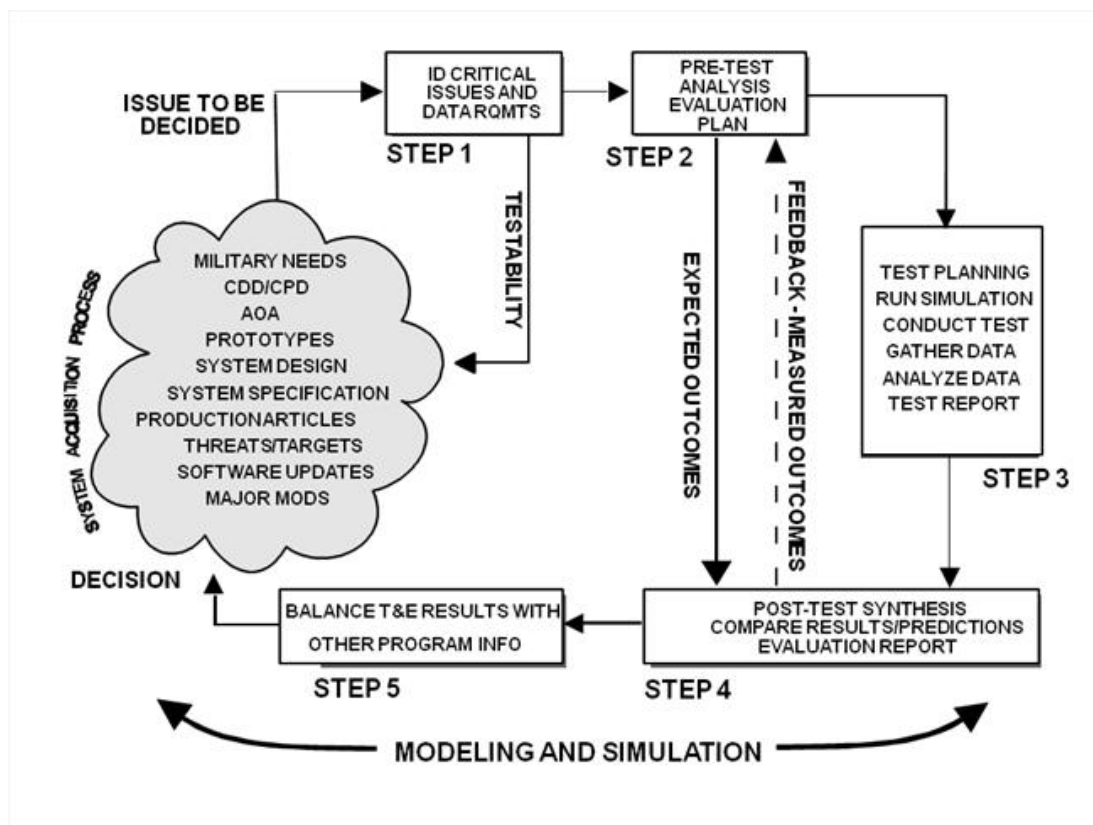 ISSUE TO BE
DECIDED
ID CRITICAL
ISSUES AND
DATA RQMTS
STEP 1
PRE-TEST
ANALYSIS
EVALUATION
PLAN
STEP 2
TESTABILITY
EXPECTED OUTCOMES
FEEDBACK - MEASURED OUTCOMES
SYSTEM ACQUISITION PROCESS
MILITARY NEEDS
CDD/CPD
AOA
PROTOTYPES
SYSTEM DESIGN
SYSTEM SPECIFICATION
PRODUCTION ARTICLES
THREATS/TARGETS
SOFTWARE UPDATES
MAJOR MODS
TEST PLANNING
RUN SIMULATION
CONDUCT TEST
GATHER DATA
ANALYZE DATA
TEST REPORT
STEP 3
DECISION
BALANCE T&E RESULTS WITH
OTHER PROGRAM INFO
STEP 5
POST-TEST SYNTHESIS
COMPARE RESULTS/PREDICTIONS
EVALUATION REPORT
STEP 4
MODELING AND SIMULATION